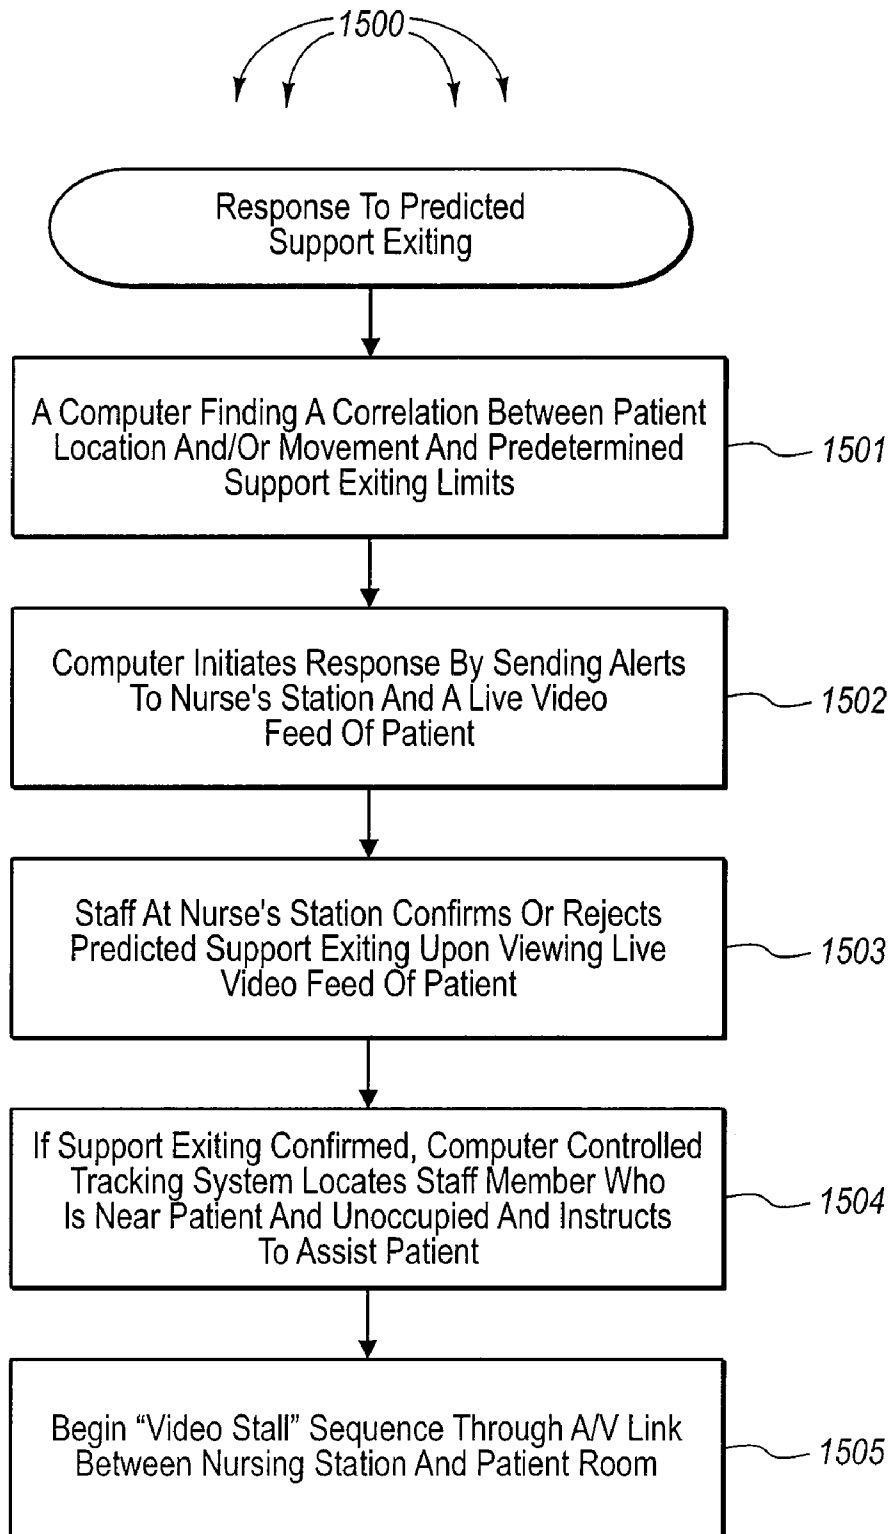 1500
Response To Predicted
Support Exiting
A Computer Finding A Correlation Between Patient
Location And/Or Movement And Predetermined
Support Exiting Limits
1501
Computer Initiates Response By Sending Alerts
To Nurse's Station And A Live Video
Feed Of Patient
1502
Staff At Nurse's Station Confirms Or Rejects
Predicted Support Exiting Upon Viewing Live
Video Feed Of Patient
1503
If Support Exiting Confirmed, Computer Controlled
Tracking System Locates Staff Member Who
Is Near Patient And Unoccupied And Instructs
To Assist Patient
1504
Begin “Video Stall” Sequence Through A/V Link
Between Nursing Station And Patient Room
1505